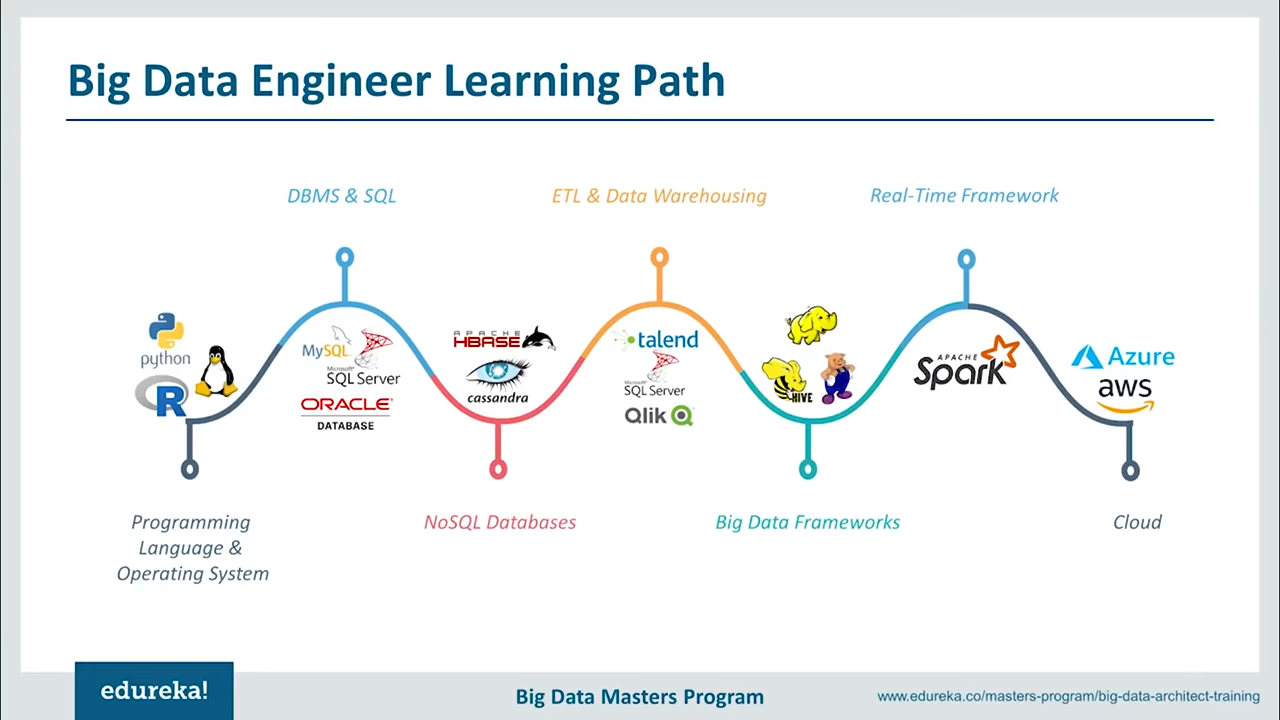 Big Data Engineer Learning Path
DBMS & SQL
ETL & Data Warehousing
Real-Time Framework
python
R
MySQL
Microsoft
SQL Server
ORACLE
DATABASE
APACHE
HBASE
cassandra
talend
Microsoft
SQL Server
Qlik
HIVE
APACHE
Spark
Azure
aws
Programming
Language &
Operating System
NoSQL Databases
Big Data Frameworks
Cloud
edureka!
Big Data Masters Program
www.edureka.co/masters-program/big-data-architect-training